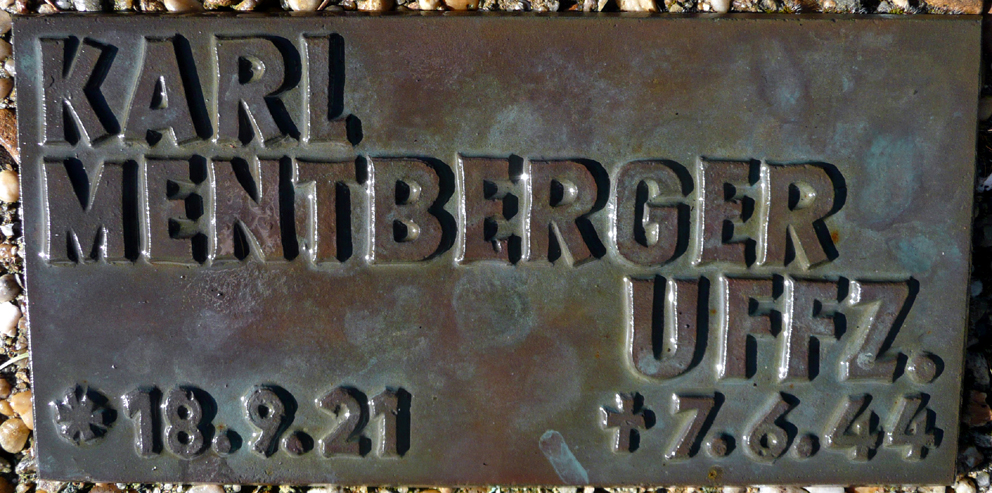 KARL
MENTBERGER
UFFZ.
*18.9.21 †7.6.44